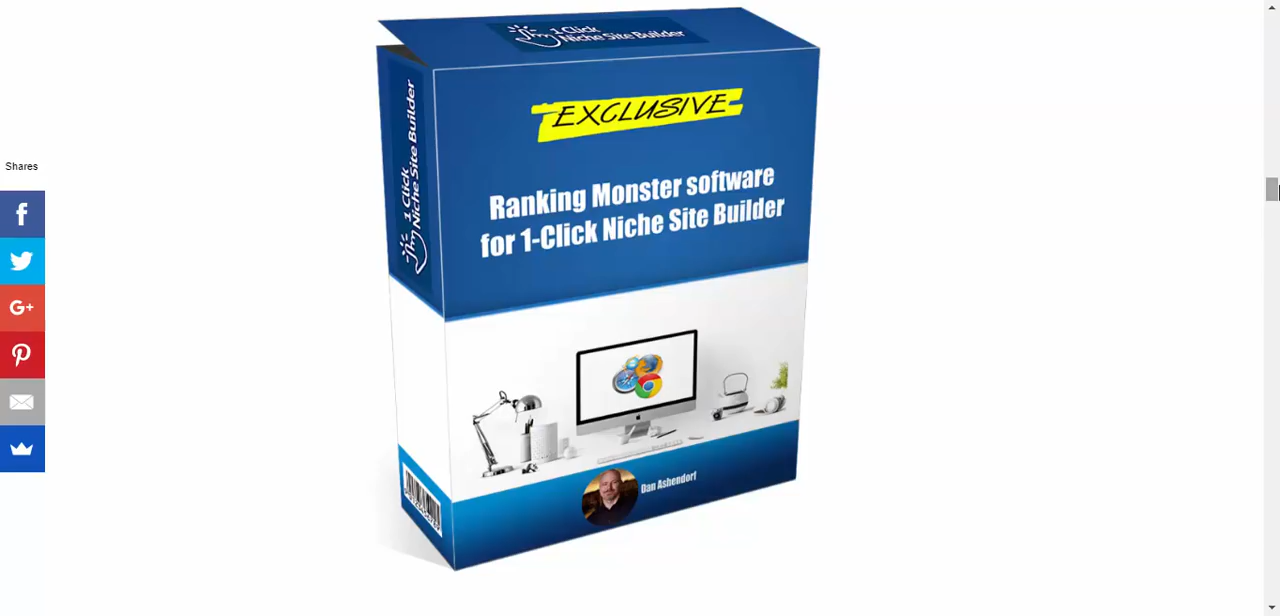 1 Click
Niche Site Builder
1 Click
Niche Site Builder
EXCLUSIVE
Ranking Monster software
for 1-Click Niche Site Builder
Dan Ashendorf
Shares
f
G+